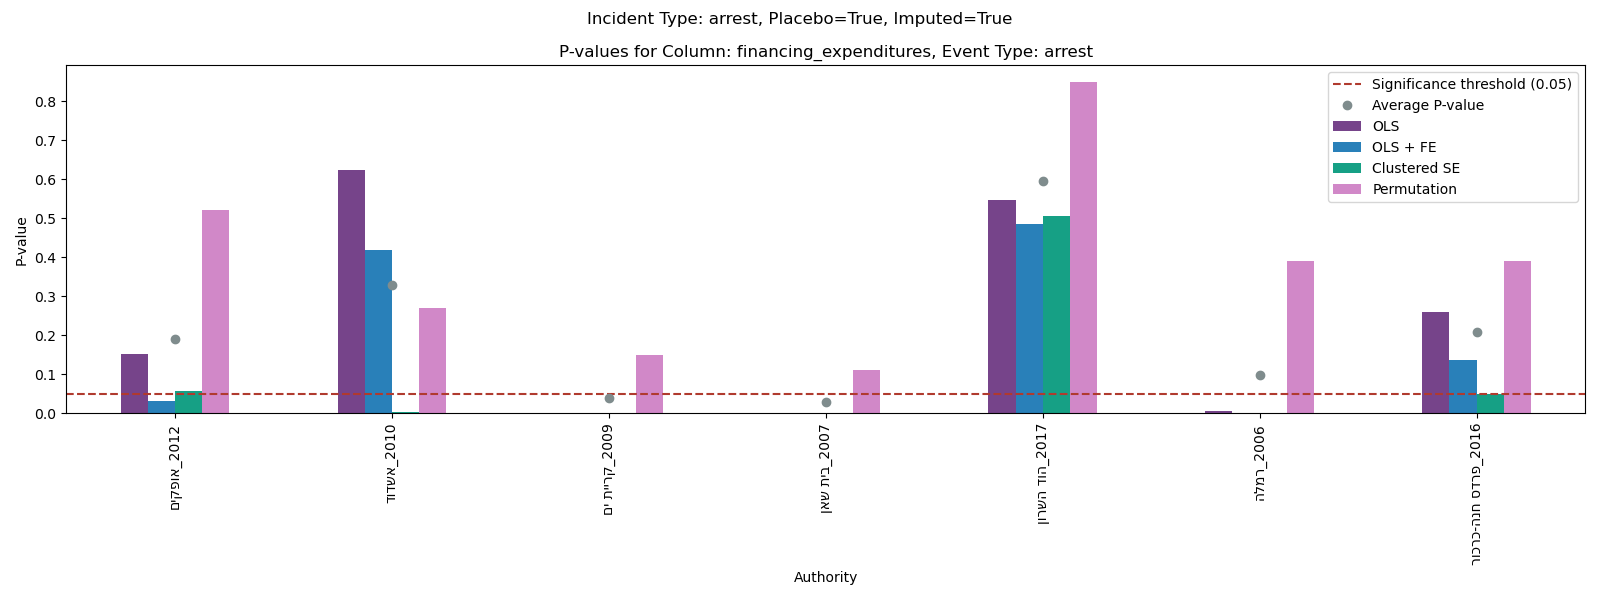 Incident Type: arrest, Placebo=True, Imputed=True
P-values for Column: financing_expenditures, Event Type: arrest
Significance threshold (0.05)
Average P-value
OLS
OLS + FE
Clustered SE
Permutation
P-value
0.8
0.7
0.6
0.5
0.4
0.3
0.2
0.1
0.0
אופקים_2012
אשדוד_2010
קריית ים_2009
בית שאן_2007
הוד השרון_2017
רמלה_2006
פרדס חנה-כרכור_2016
Authority